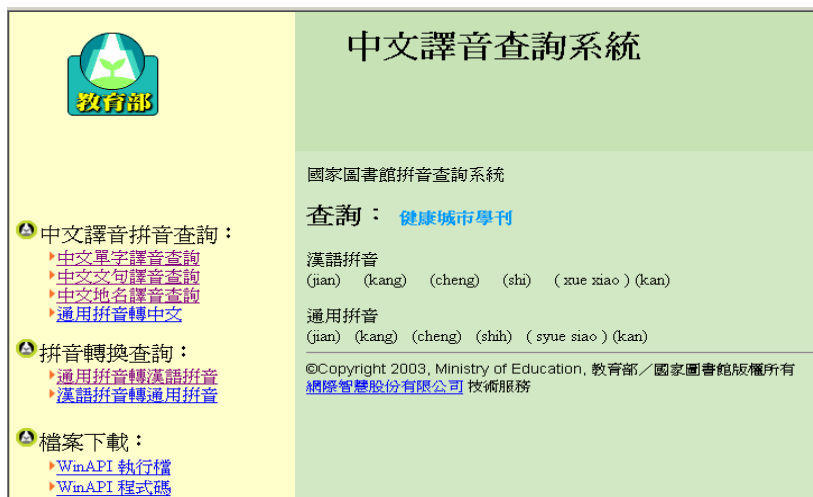 教育部
中文譯音查詢系統
中文譯音拼音查詢：
中文單字譯音查詢
中文文句譯音查詢
中文地名譯音查詢
通用拼音轉中文
拼音轉換查詢：
通用拼音轉漢語拼音
漢語拼音轉通用拼音
檔案下載：
WinAPI 執行檔
WinAPI 程式碼
國家圖書館拼音查詢系統
查詢： 健康城市學刊
漢語拼音
(jian) (kang) (cheng) (shi) ( xue xiao ) (kan)
通用拼音
(jian) (kang) (cheng) (shih) ( syue siao ) (kan)
©Copyright 2003, Ministry of Education, 教育部／國家圖書館版權所有
網際智慧股份有限公司 技術服務